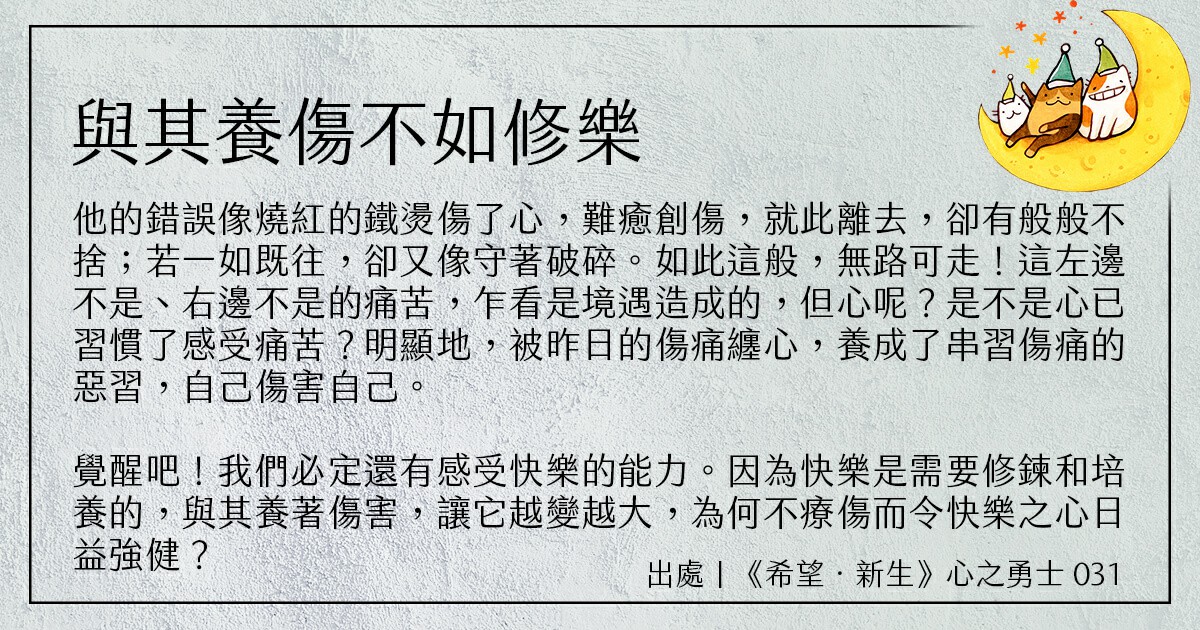 與其養傷不如修樂
他的錯誤像燒紅的鐵燙傷了心，難癒創傷，就此離去，卻有般般不
捨；若一如既往，卻又像守著破碎。如此這般，無路可走！這左邊
不是、右邊不是的痛苦，乍看是境遇造成的，但心呢？是不是心已
習慣了感受痛苦？明顯地，被昨日的傷痛纏心，養成了串習傷痛的
惡習，自己傷害自己。
覺醒吧！我們必定還有感受快樂的能力。因為快樂是需要修鍊和培
養的，與其養著傷害，讓它越變越大，為何不療傷而令快樂之心日
益強健？
出處｜《希望‧新生》心之勇士 031